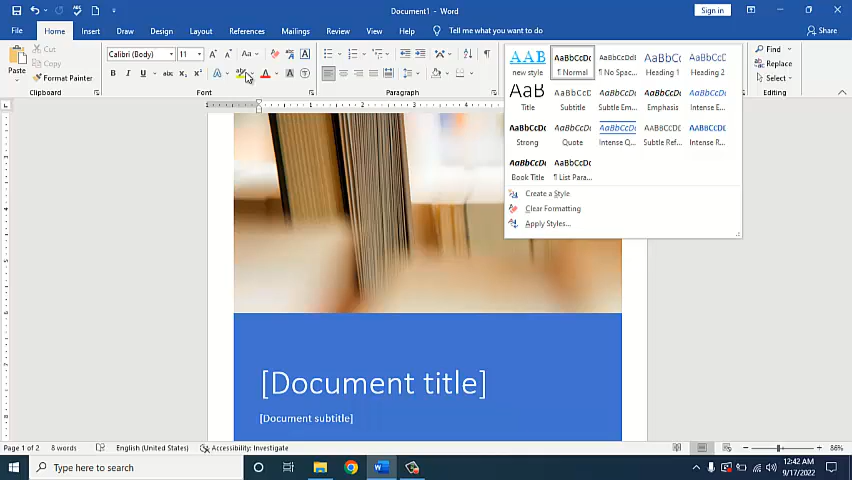 Document1 - Word
Sign in
File Home Insert Draw Design Layout References Mailings Review View Help Tell me what you want to do Share
Paste
Cut
Copy
Format Painter
Clipboard
Calibri (Body) 11
Font
Paragraph
AAB AaBbCcDc AaBbCcDdI AaBbCc AaBbCcD
new style ¶ Normal ¶ No Spac... Heading 1 Heading 2
AaB AaBbCcD AaBbCcDc AaBbCcDc AaBbCcDc
Title Subtitle Subtle Em... Emphasis Intense E...
AaBbCcDc AaBbCcDc AaBbCcDc AaBbCcDc AaBbCcDc
Strong Quote Intense Q... Subtle Ref... Intense R...
AaBbCcDc AaBbCcDc
Book Title ¶ List Para...
Create a Style
Clear Formatting
Apply Styles...
Find
Replace
Select
Editing
[Document title]
[Document subtitle]
Page 1 of 2 8 words English (United States) Accessibility: Investigate 86%
Type here to search
12:42 AM
9/17/2022